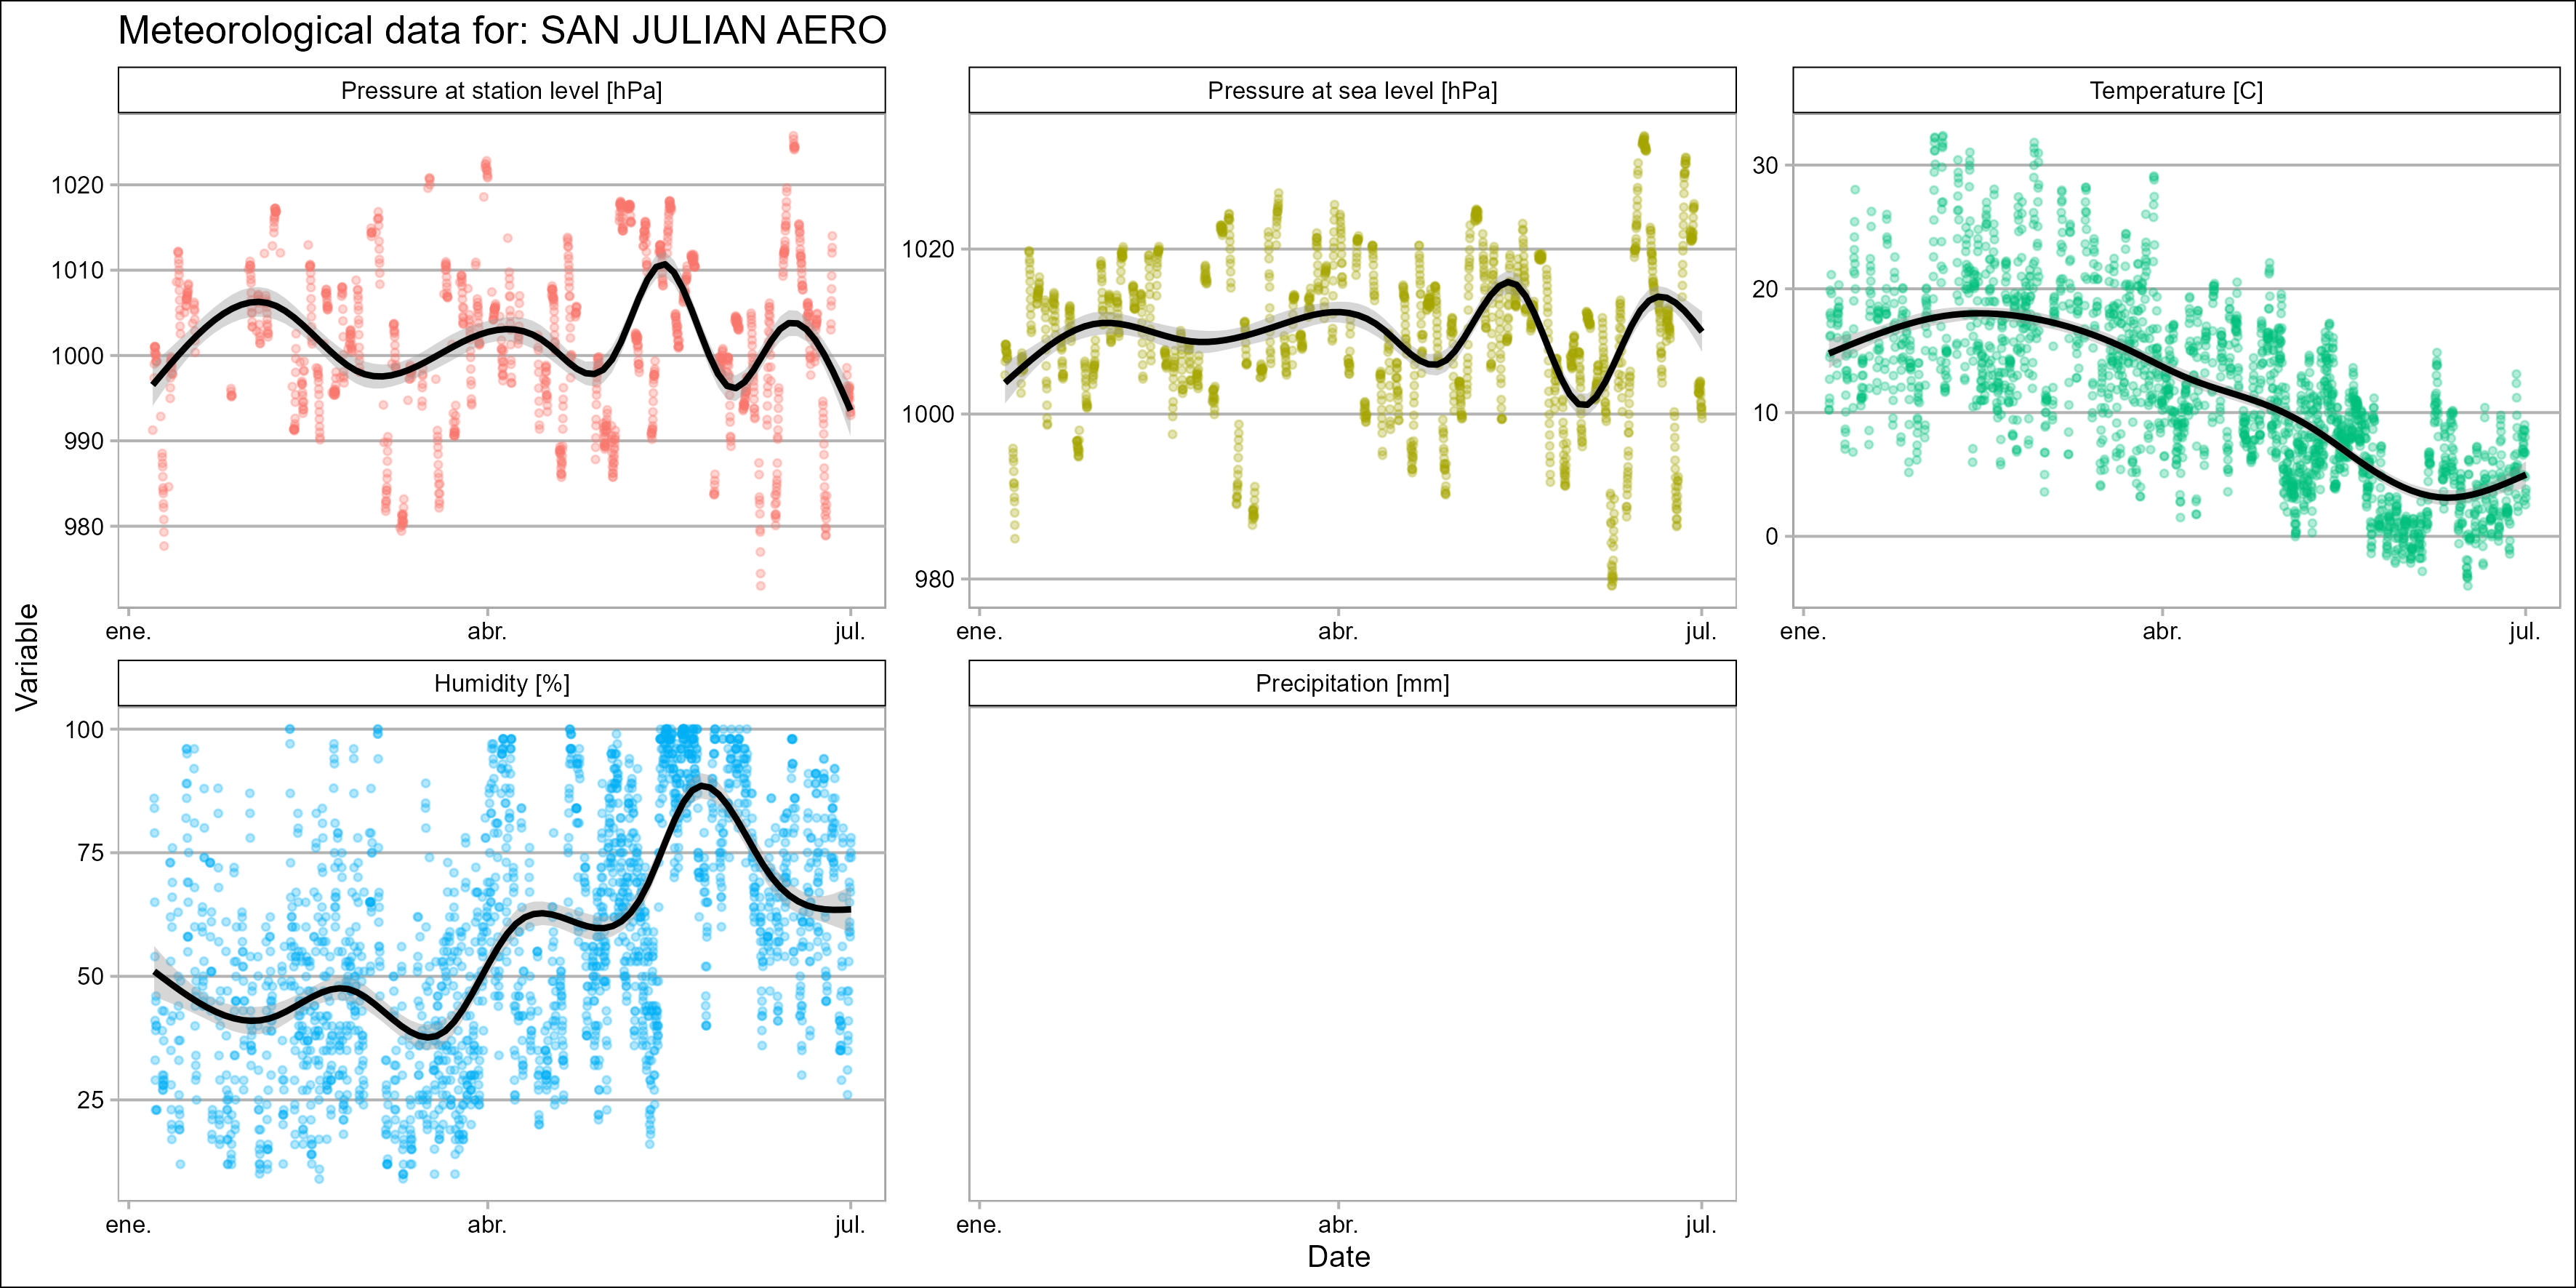 Meteorological data for: SAN JULIAN AERO
Pressure at station level [hPa]
Pressure at sea level [hPa]
Temperature [C]
1020
1010
1000
990
980
1020
1000
980
30
20
10
0
ene.
abr.
jul.
ene.
abr.
jul.
ene.
abr.
jul.
Variable
Humidity [%]
Precipitation [mm]
100
75
50
25
ene.
abr.
jul.
ene.
abr.
jul.
Date